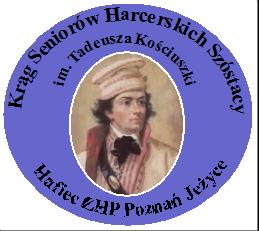 Krąg Seniorów Harcerskich Szóstacy
im. Tadeusza Kościuszki
Hufiec ZHP Poznań Jeżyce